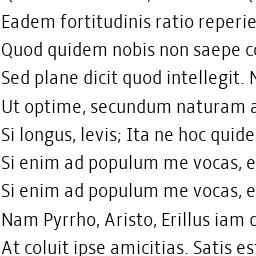 Eadem fortitudinis ratio reperie
Quod quidem nobis non saepe c
Sed plane dicit quod intellegit. N
Ut optime, secundum naturam a
Si longus, levis; Ita ne hoc quide
Si enim ad populum me vocas, e
Si enim ad populum me vocas, e
Nam Pyrrho, Aristo, Erillus iam
At coluit ipse amicitias. Satis es